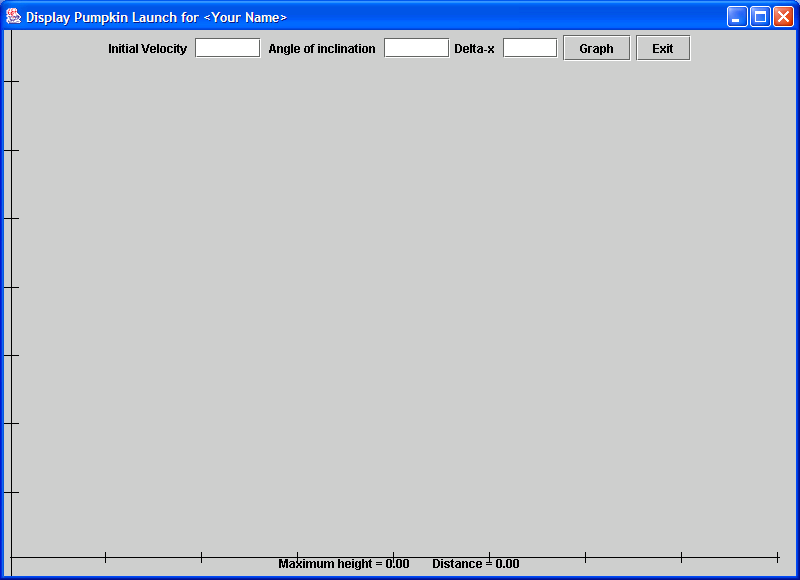 Display Pumpkin Launch for <Your Name>
Initial Velocity Angle of inclination Delta-x Graph Exit
Maximum height = 0.00 Distance = 0.00